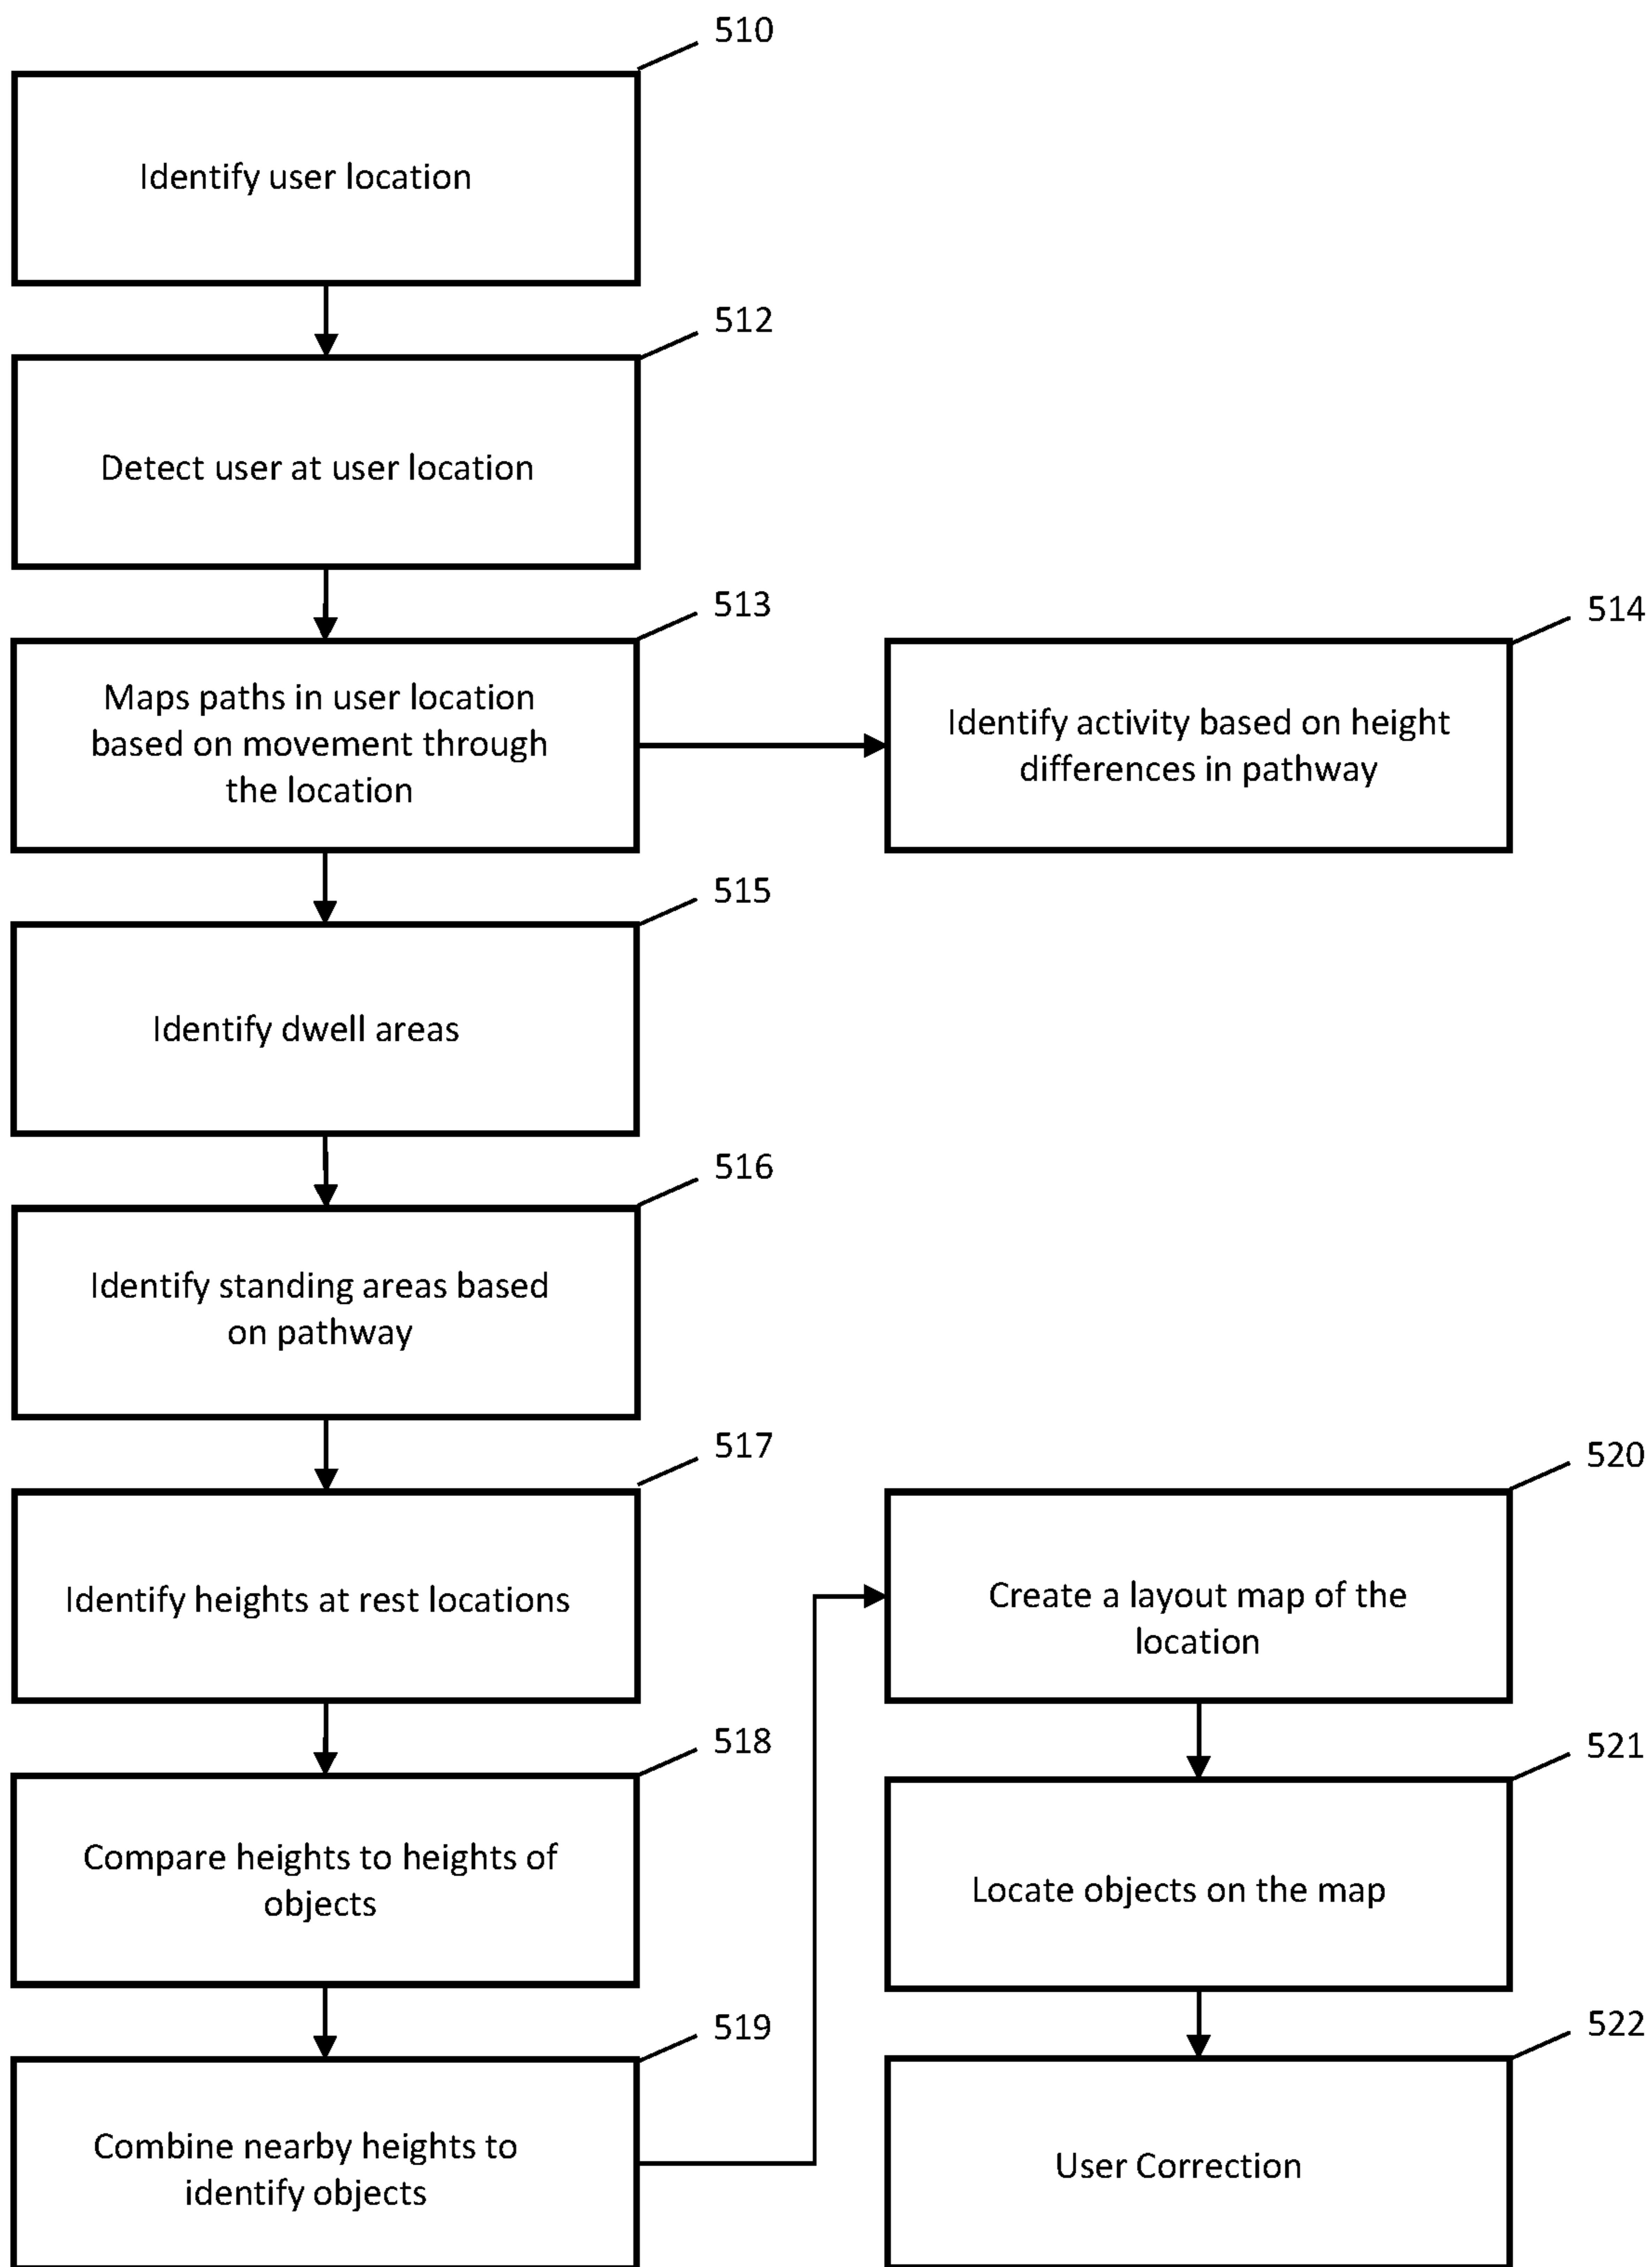 510
Identify user location
512
Detect user at user location
513
Maps paths in user location
based on movement through
the location
514
Identify activity based on height
differences in pathway
515
Identify dwell areas
516
Identify standing areas based
on pathway
517
Identify heights at rest locations
518
Compare heights to heights of
objects
519
Combine nearby heights to
identify objects
520
Create a layout map of the
location
521
Locate objects on the map
522
User Correction